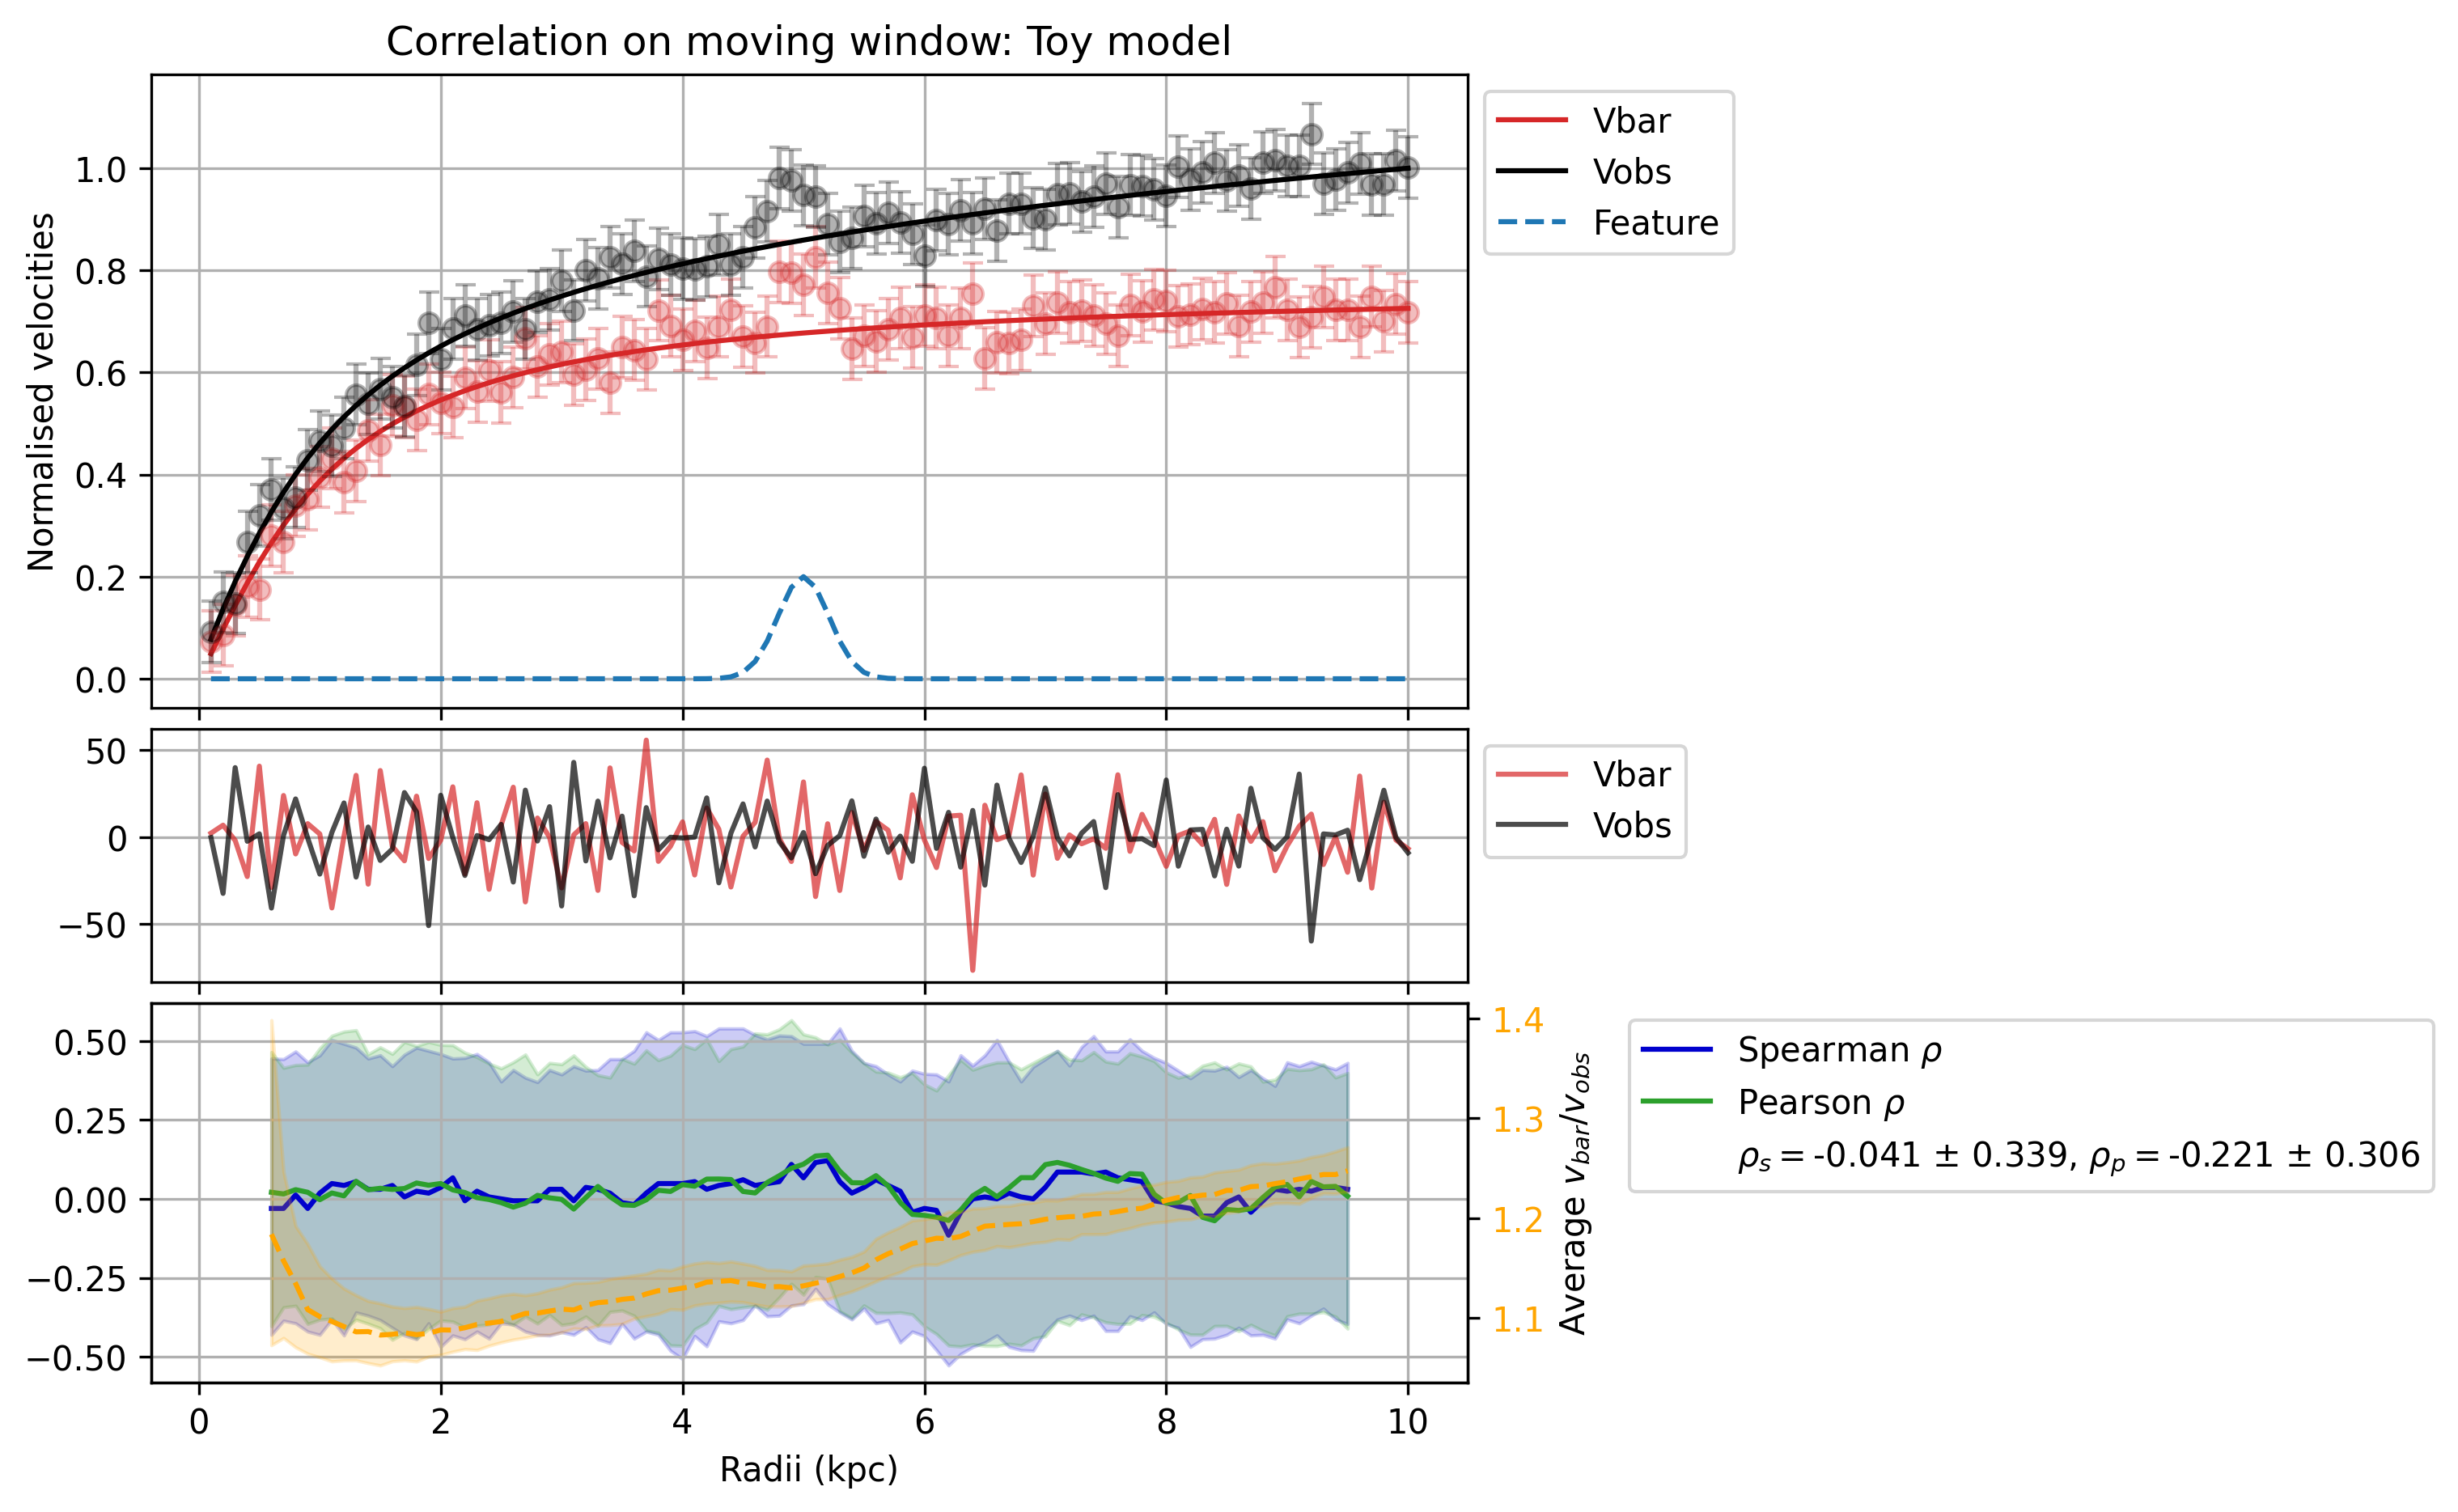 Correlation on moving window: Toy model
Normalised velocities
1.0
0.8
0.6
0.4
0.2
0.0
Vbar
Vobs
Feature
50
0
−50
Vbar
Vobs
0.50
0.25
0.00
−0.25
−0.50
1.4
1.3
1.2
1.1
Average v_bar/v_obs
Spearman ρ
Pearson ρ
ρ_s = -0.041 ± 0.339, ρ_p = -0.221 ± 0.306
0 2 4 6 8 10
Radii (kpc)